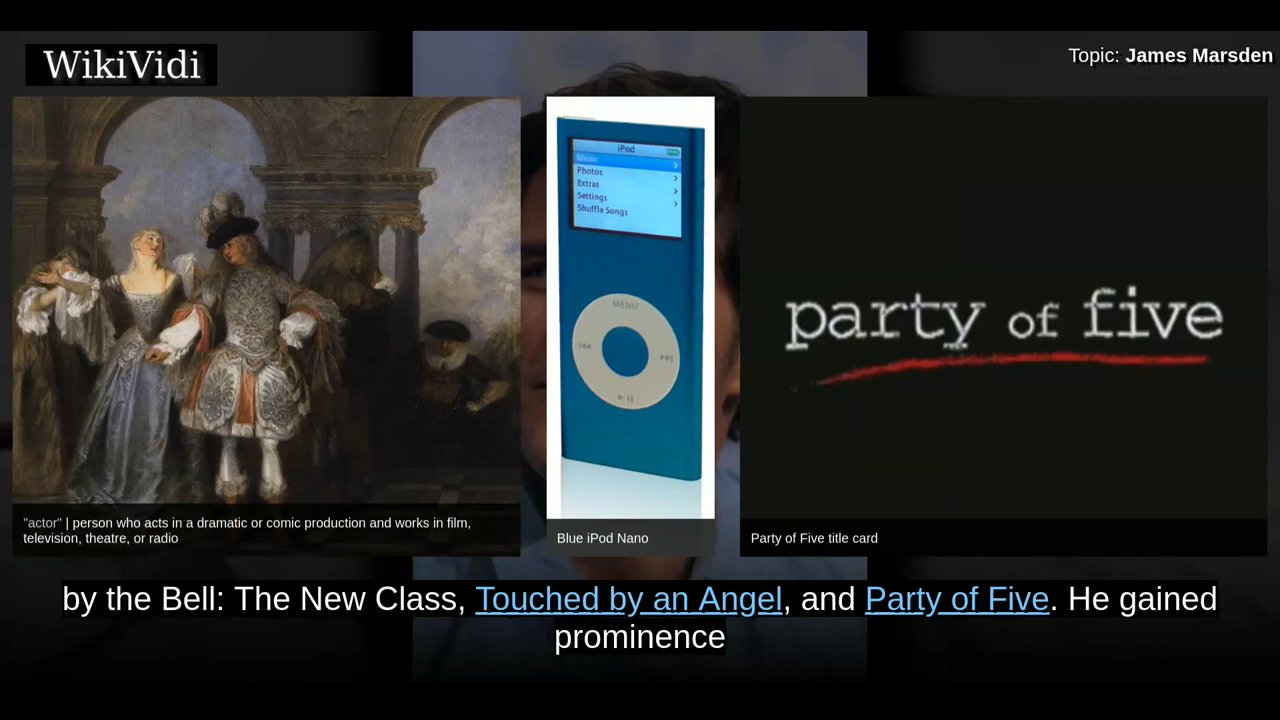 WikiVidi
Topic: James Marsden
iPod
Music
Photos
Extras
Settings
Shuffle Songs
MENU
"actor" | person who acts in a dramatic or comic production and works in film,
television, theatre, or radio
Blue iPod Nano
party of five
Party of Five title card
by the Bell: The New Class, Touched by an Angel, and Party of Five. He gained
prominence